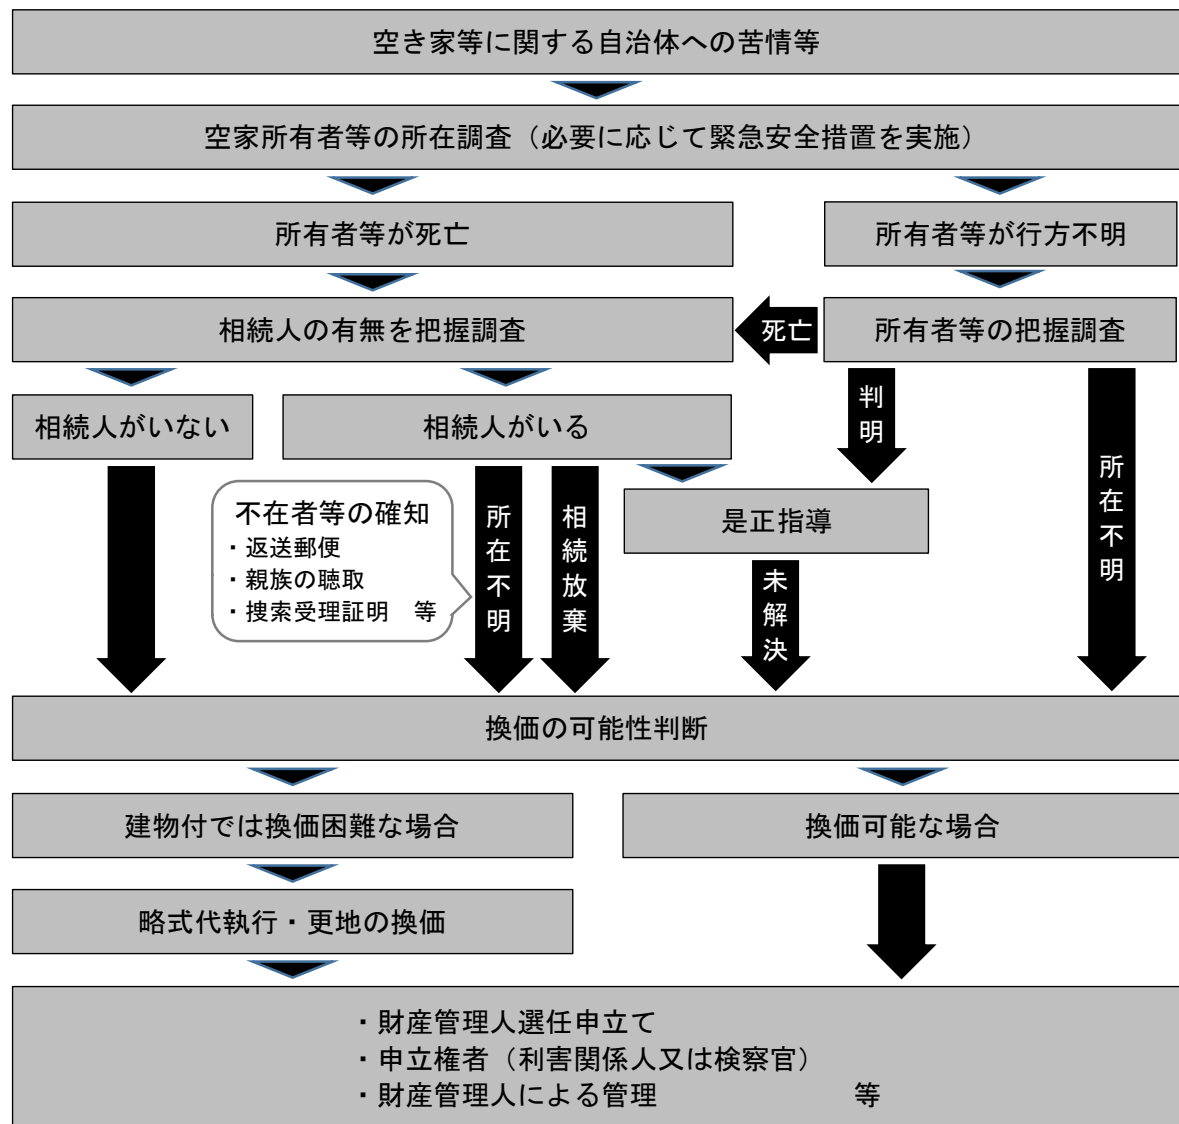 空き家等に関する自治体への苦情等
空家所有者等の所在調査（必要に応じて緊急安全措置を実施）
所有者等が死亡
所有者等が行方不明
相続人の有無を把握調査
死亡
所有者等の把握調査
相続人がいない
相続人がいる
判明
所在不明
不在者等の確知
・返送郵便
・親族の聴取
・捜索受理証明　等
所在不明
相続放棄
是正指導
未解決
換価の可能性判断
建物付では換価困難な場合
換価可能な場合
略式代執行・更地の換価
・財産管理人選任申立て
・申立権者（利害関係人又は検察官）
・財産管理人による管理　　　　　　　等